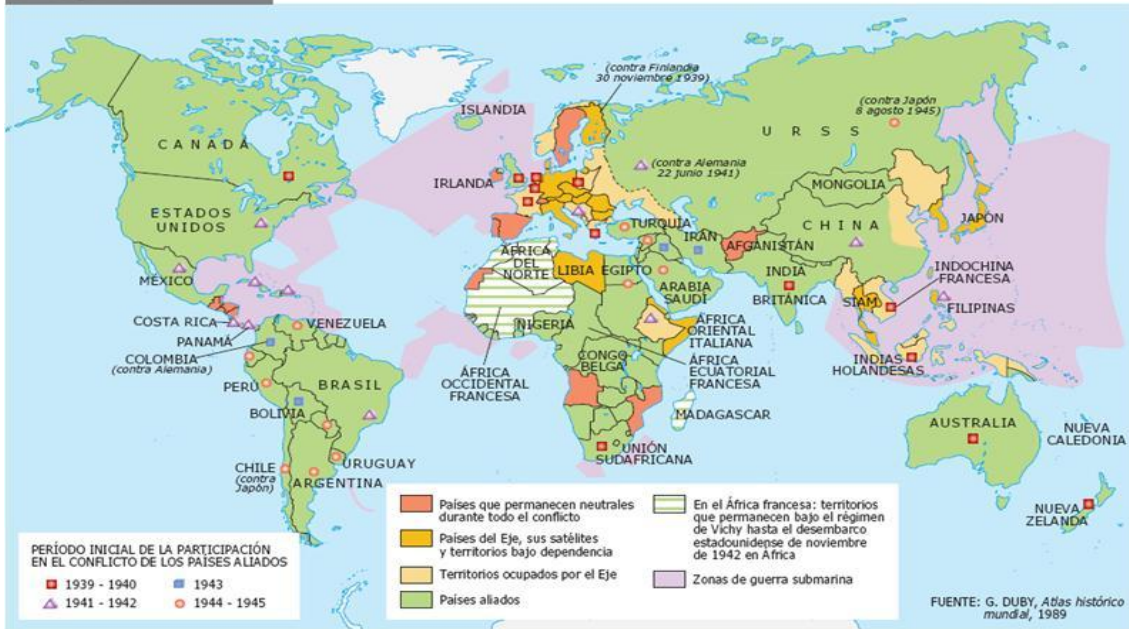 (contra Finlandia
30 noviembre 1939)
ISLANDIA
(contra Japón
8 agosto 1945)
U R S S
CANADÁ
IRLANDA
(contra Alemania
22 junio 1941)
MONGOLIA
ESTADOS
UNIDOS
TURQUÍA
CHINA
JAPÓN
IRÁN
AFGANISTÁN
ÁFRICA
DEL
NORTE
MÉXICO
LIBIA
EGIPTO
ARABIA
SAUDÍ
INDIA
BRITÁNICA
INDOCHINA
FRANCESA
SIAM
FILIPINAS
COSTA RICA
PANAMÁ
VENEZUELA
COLOMBIA
(contra Alemania)
NIGERIA
ÁFRICA
ORIENTAL
ITALIANA
CONGO
BELGA
ÁFRICA
ECUATORIAL
FRANCESA
INDIAS
HOLANDESAS
PERÚ
BRASIL
ÁFRICA
OCCIDENTAL
FRANCESA
BOLIVIA
MADAGASCAR
AUSTRALIA
NUEVA
CALEDONIA
UNIÓN
SUDAFRICANA
CHILE
(contra
Japón)
URUGUAY
ARGENTINA
NUEVA
ZELANDA
PERÍODO INICIAL DE LA PARTICIPACIÓN
EN EL CONFLICTO DE LOS PAÍSES ALIADOS
1939 - 1940
1943
1941 - 1942
1944 - 1945
Países que permanecen neutrales
durante todo el conflicto
Países del Eje, sus satélites
y territorios bajo dependencia
Territorios ocupados por el Eje
Países aliados
En el África francesa: territorios
que permanecen bajo el régimen
de Vichy hasta el desembarco
estadounidense de noviembre
de 1942 en África
Zonas de guerra submarina
FUENTE: G. DUBY, Atlas histórico
mundial, 1989